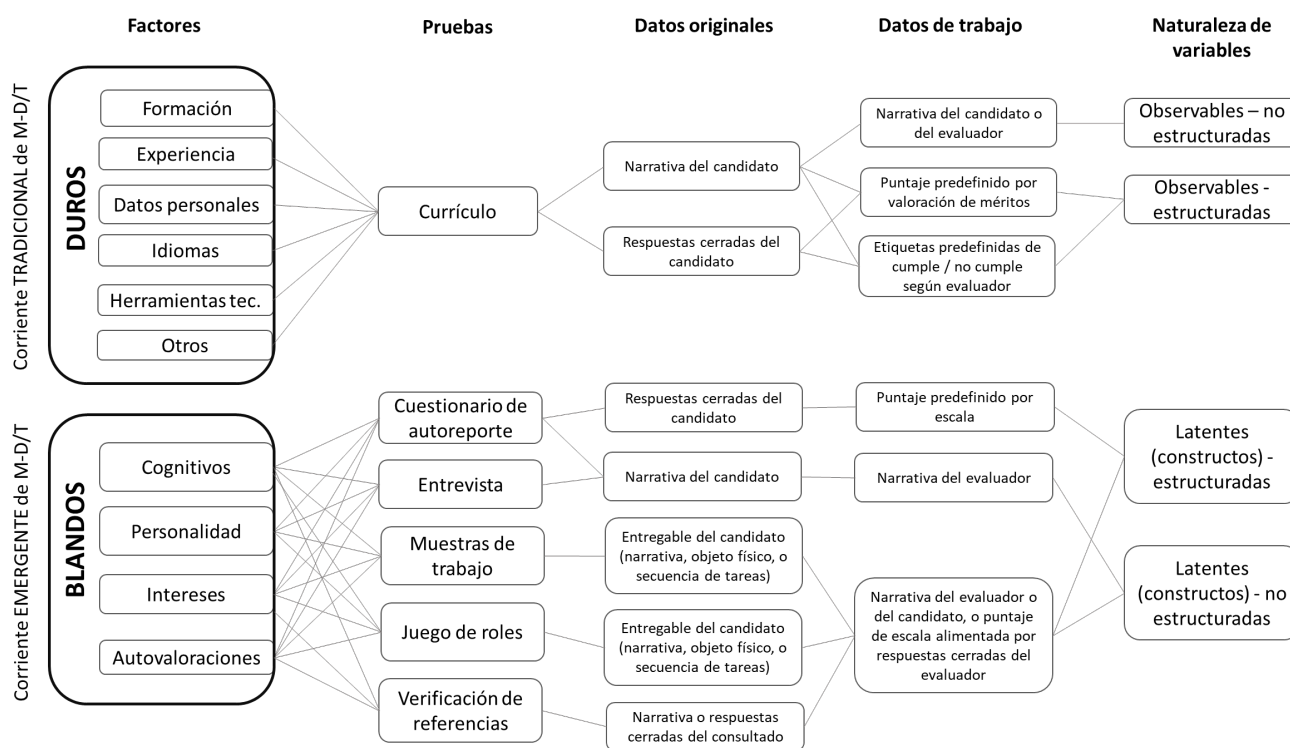 Factores
Pruebas
Datos originales
Datos de trabajo
Naturaleza de
variables
Corriente TRADICIONAL de M-D/T
DUROS
Formación
Experiencia
Datos personales
Idiomas
Herramientas tec.
Otros
Currículo
Narrativa del candidato
Respuestas cerradas del
candidato
Narrativa del candidato o
del evaluador
Puntaje predefinido por
valoración de méritos
Etiquetas predefinidas de
cumple / no cumple
según evaluador
Observables – no
estructuradas
Observables -
estructuradas
Corriente EMERGENTE de M-D/T
BLANDOS
Cognitivos
Personalidad
Intereses
Autovaloraciones
Cuestionario de
autoreporte
Entrevista
Muestras de
trabajo
Juego de roles
Verificación de
referencias
Respuestas cerradas del
candidato
Narrativa del candidato
Entregable del candidato
(narrativa, objeto físico, o
secuencia de tareas)
Entregable del candidato
(narrativa, objeto físico, o
secuencia de tareas)
Narrativa o respuestas
cerradas del consultado
Puntaje predefinido por
escala
Narrativa del evaluador
Narrativa del evaluador o
del candidato, o puntaje
de escala alimentada por
respuestas cerradas del
evaluador
Latentes
(constructos) -
estructuradas
Latentes
(constructos) - no
estructuradas